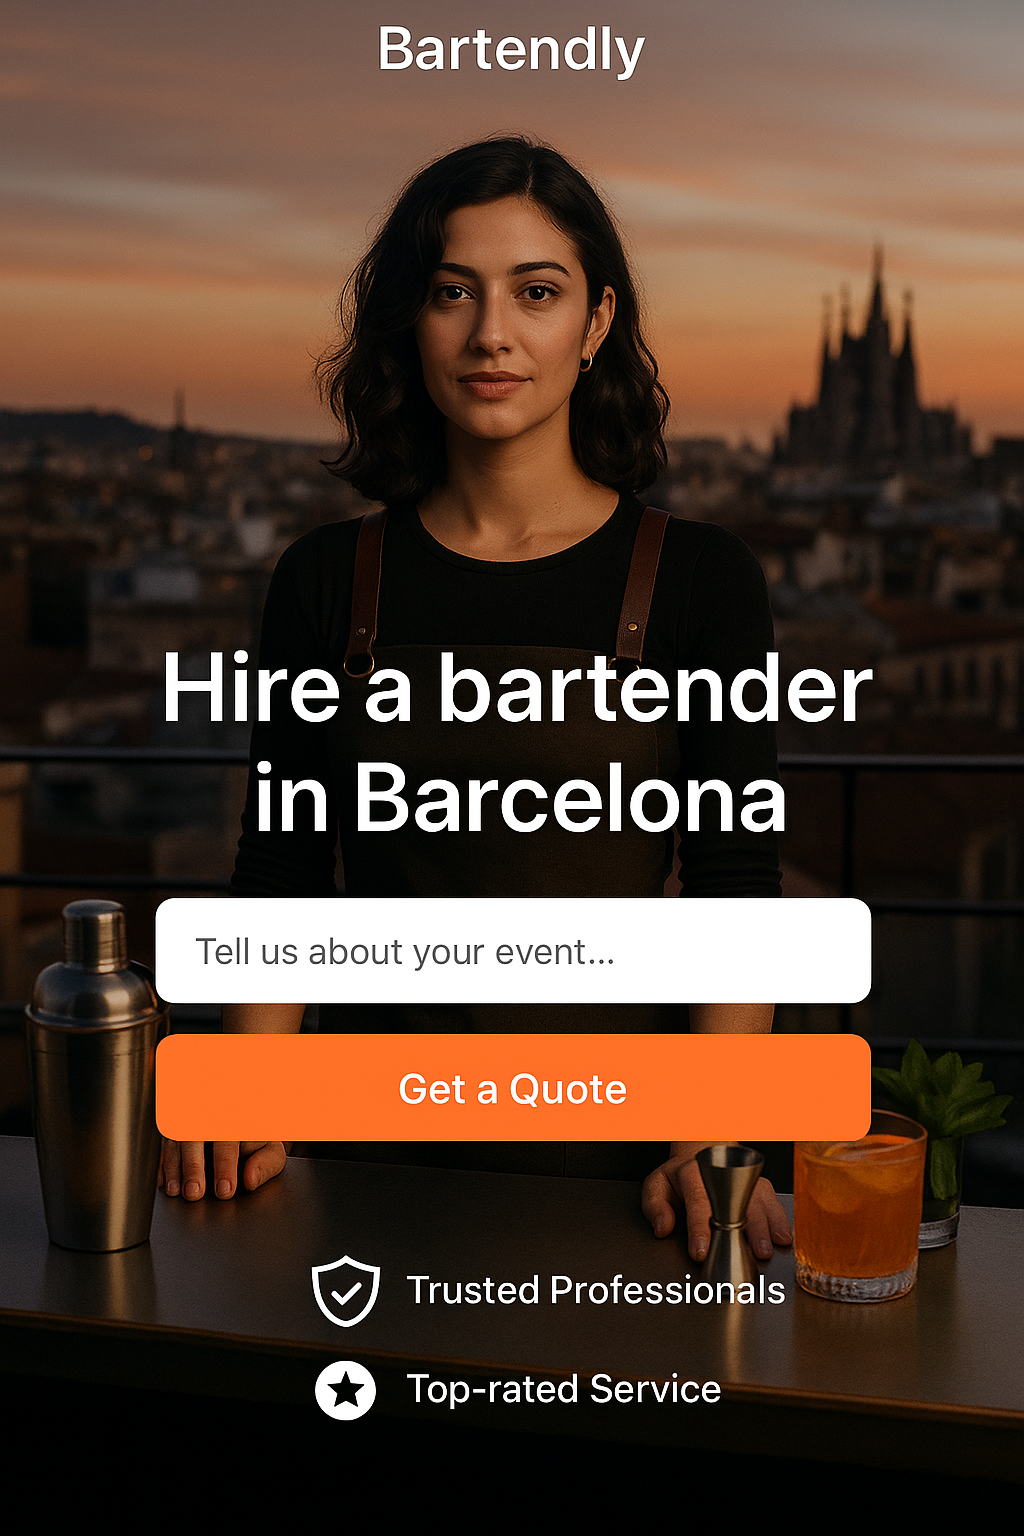 Bartendly
Hire a bartender
in Barcelona
Tell us about your event...
Get a Quote
Trusted Professionals
Top-rated Service